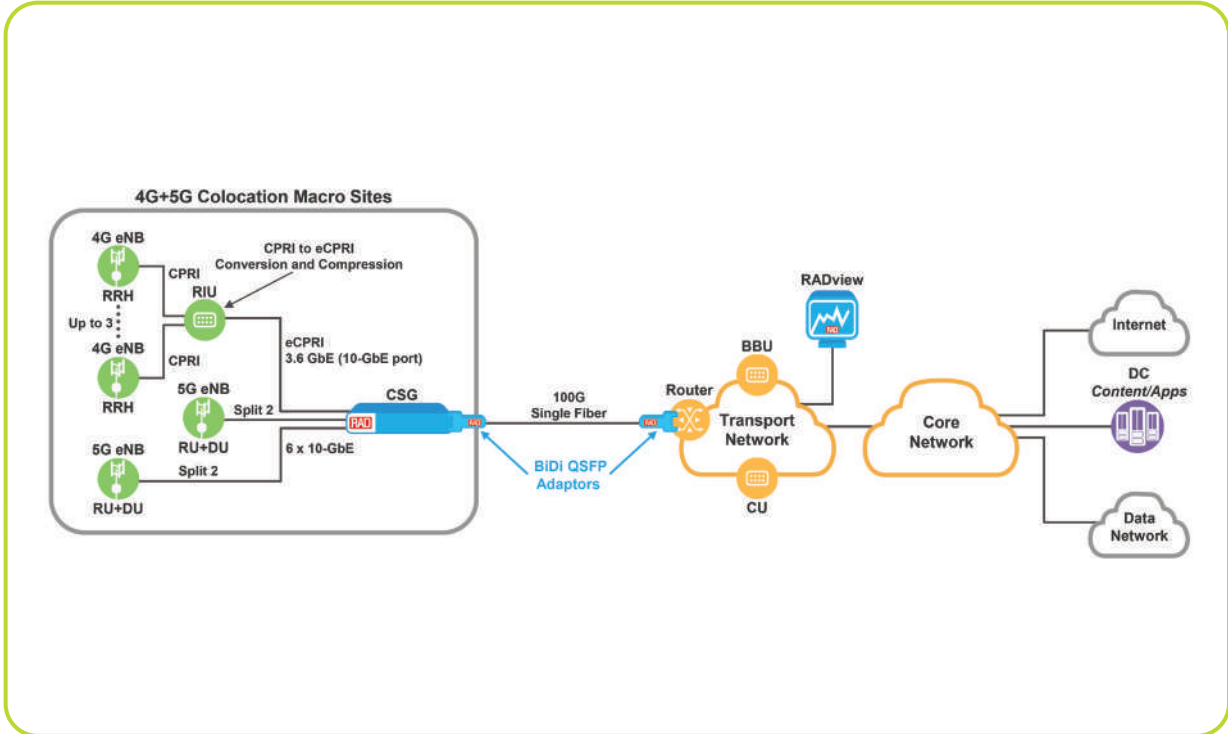 4G+5G Colocation Macro Sites
4G eNB
CPRI
RRH
Up to 3
4G eNB
CPRI
RRH
RIU
CPRI to eCPRI
Conversion and Compression
eCPRI
3.6 GbE (10-GbE port)
5G eNB
Split 2
RU+DU
5G eNB
Split 2
RU+DU
6 x 10-GbE
CSG
RAD
RAD
100G
Single Fiber
BiDi QSFP
Adaptors
RAD
Router
BBU
Transport
Network
CU
RADview
RAD
Core
Network
Internet
DC
Content/Apps
Data
Network